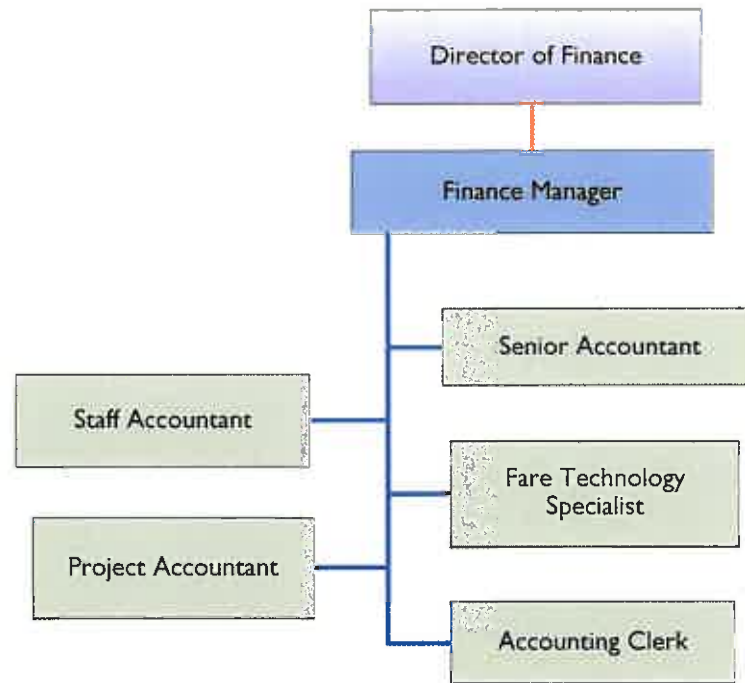 Director of Finance
Finance Manager
Senior Accountant
Staff Accountant
Fare Technology
Specialist
Project Accountant
Accounting Clerk